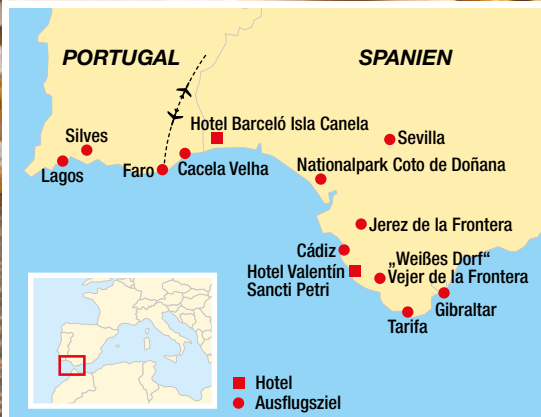 PORTUGAL
SPANIEN
Hotel Barceló Isla Canela
Silves
Sevilla
Lagos
Faro
Cacela Velha
Nationalpark Coto de Doñana
Jerez de la Frontera
Cádiz
„Weißes Dorf“
Vejer de la Frontera
Hotel Valentín
Sancti Petri
Gibraltar
Tarifa
Hotel
Ausflugsziel